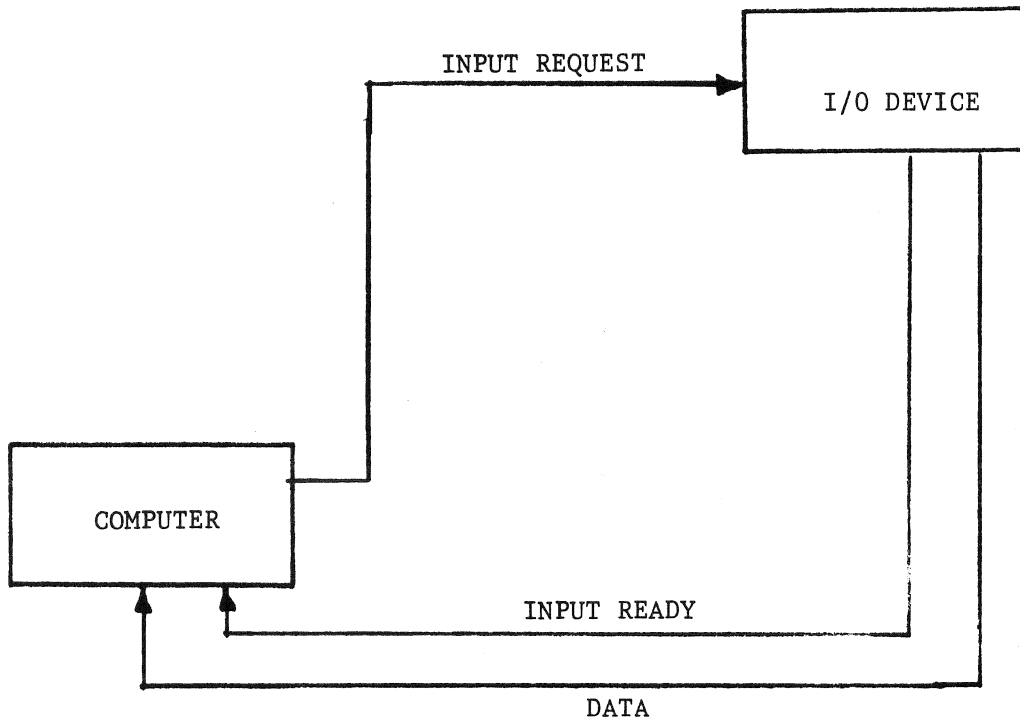 INPUT REQUEST
I/O DEVICE
COMPUTER
INPUT READY
DATA